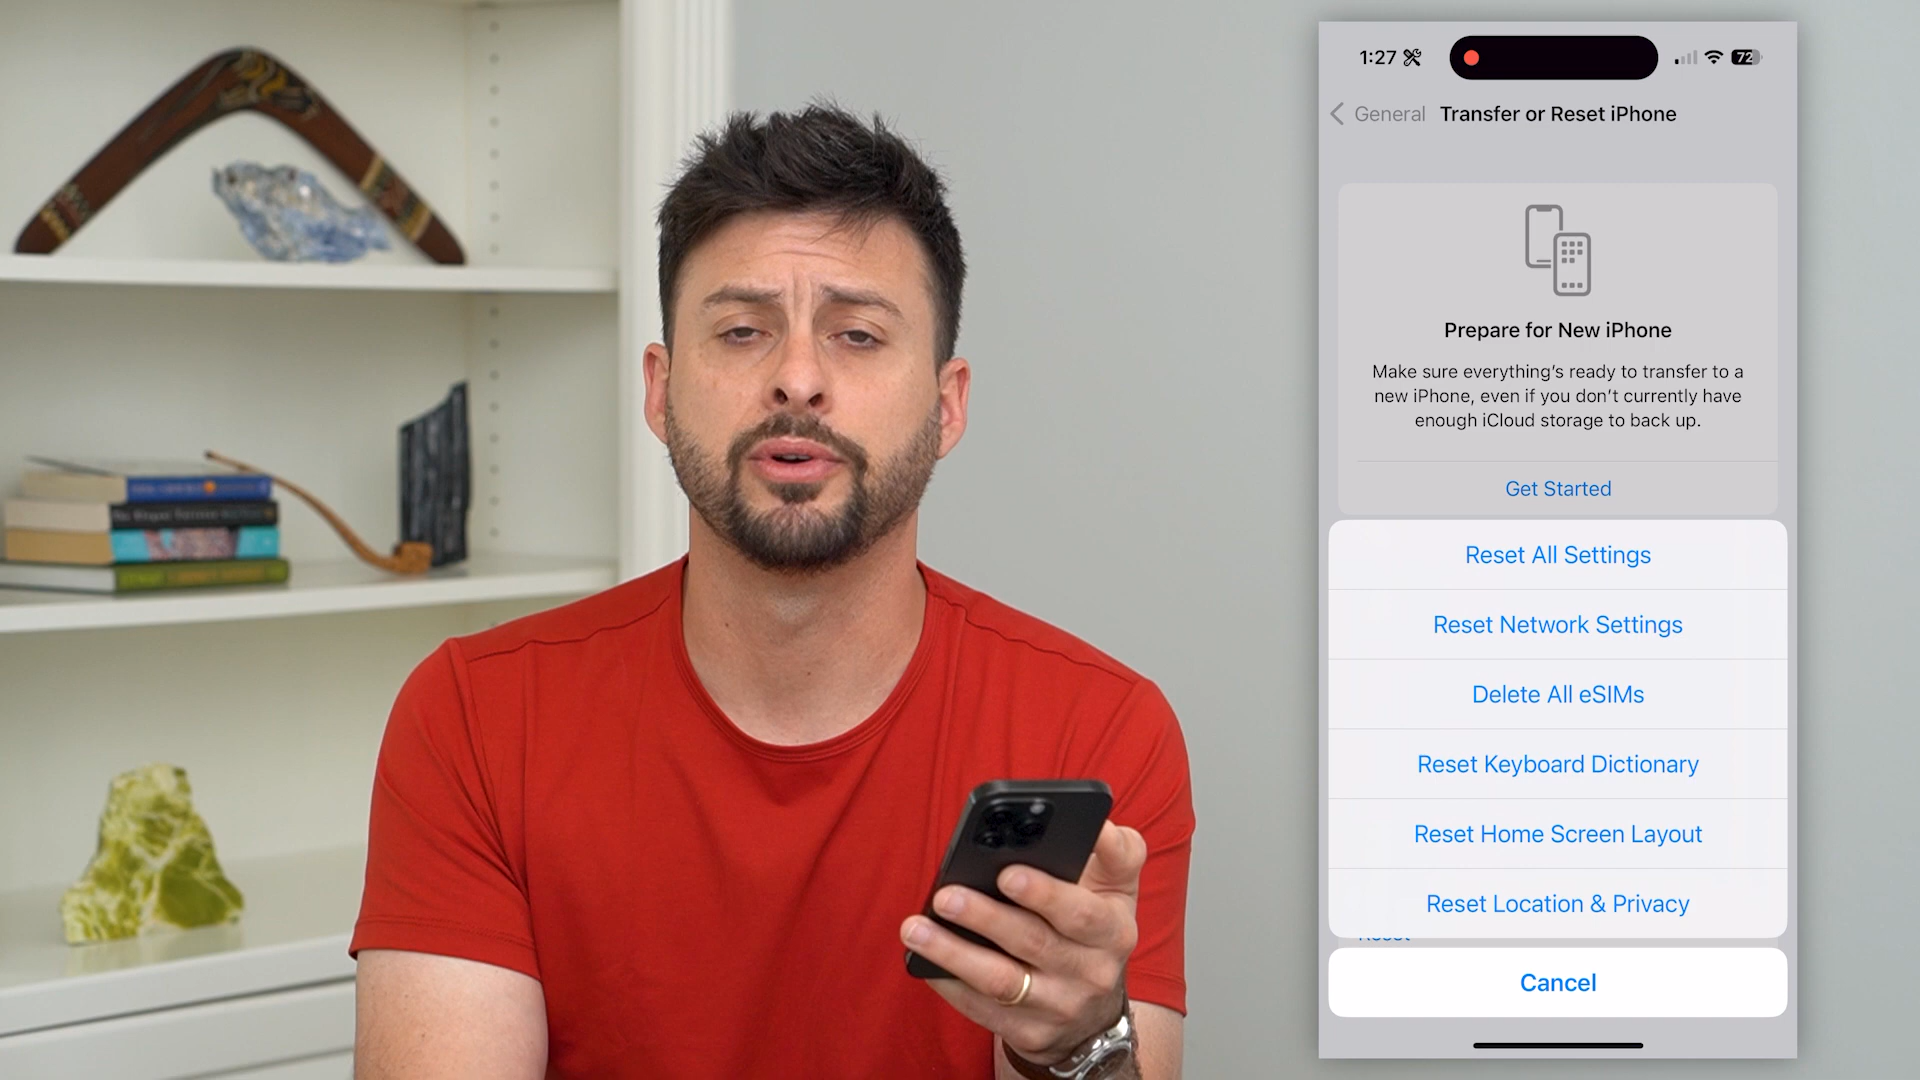 1:27
72
General
Transfer or Reset iPhone
Prepare for New iPhone
Make sure everything's ready to transfer to a
new iPhone, even if you don't currently have
enough iCloud storage to back up.
Get Started
Reset All Settings
Reset Network Settings
Delete All eSIMs
Reset Keyboard Dictionary
Reset Home Screen Layout
Reset Location & Privacy
Reset
Cancel